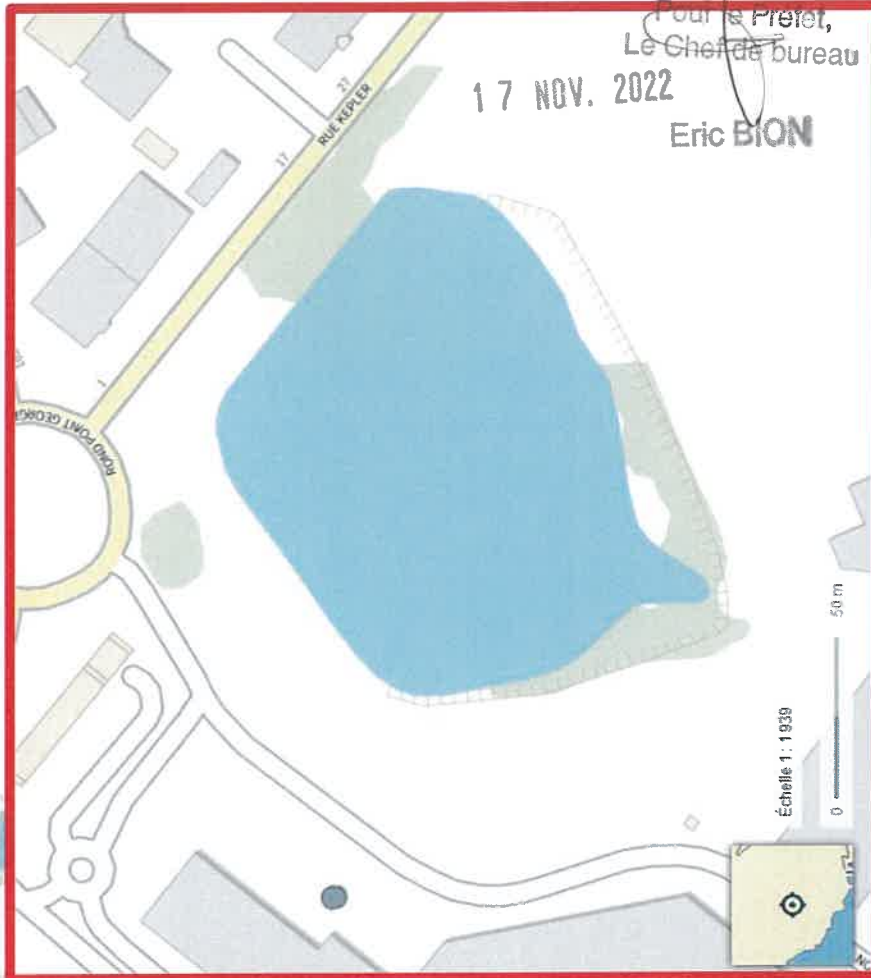 Pour le Préfet,
Le Chef de bureau
17 NOV. 2022
Eric BION
27
RUE KEPLER
17
1
ROND POINT GEORGE
Échelle 1 : 1939
0 50 m